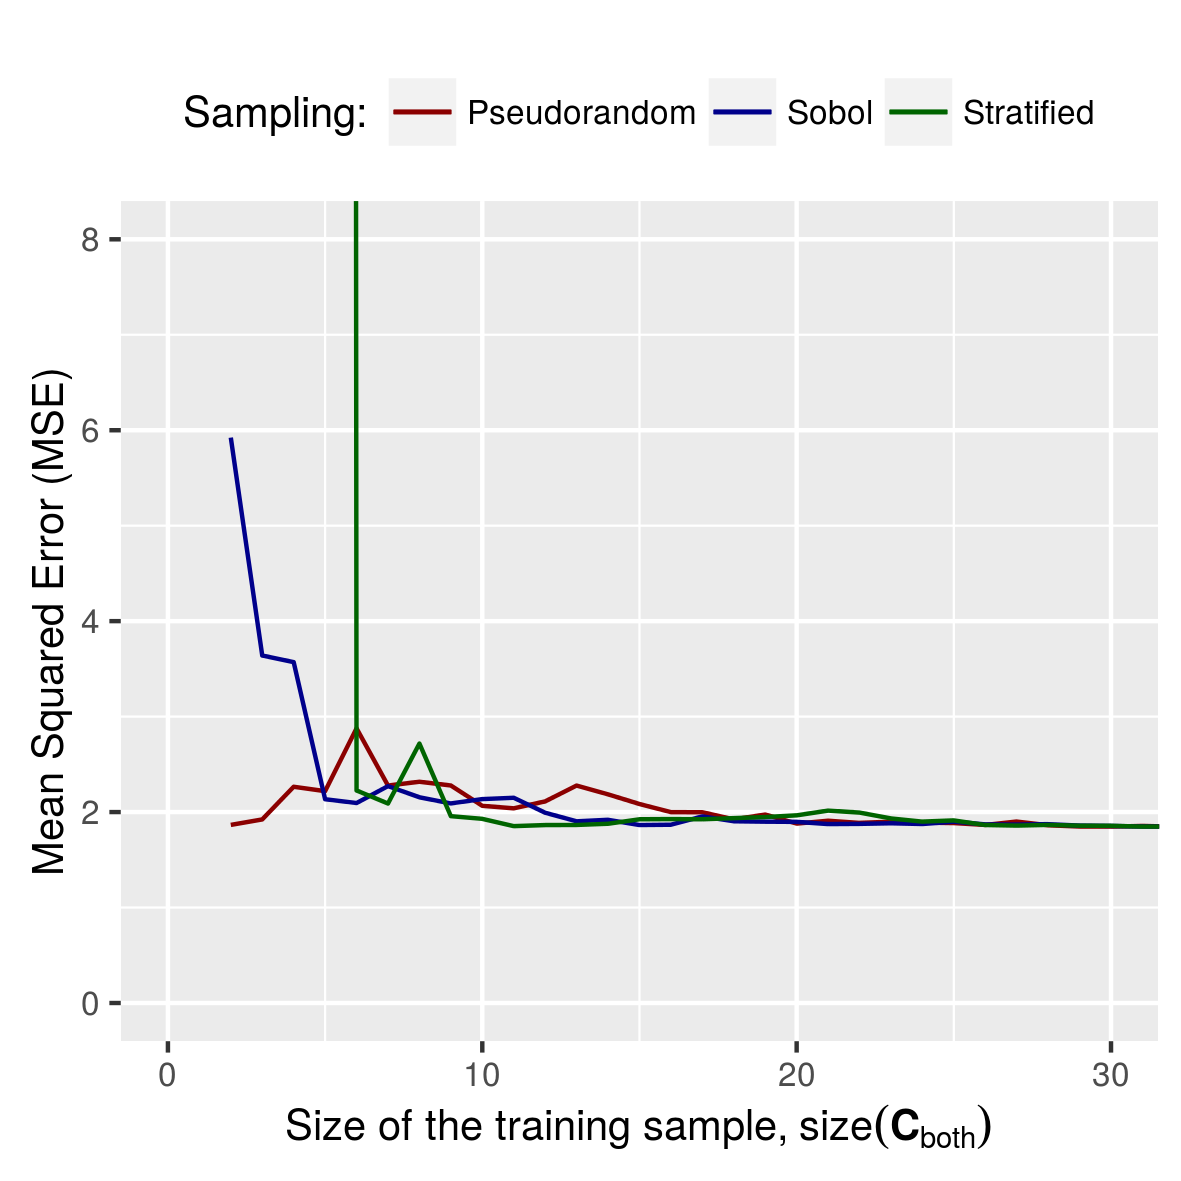 Sampling: Pseudorandom Sobol Stratified
8
6
4
2
0
Mean Squared Error (MSE)
0 10 20 30
Size of the training sample, size(C_both)